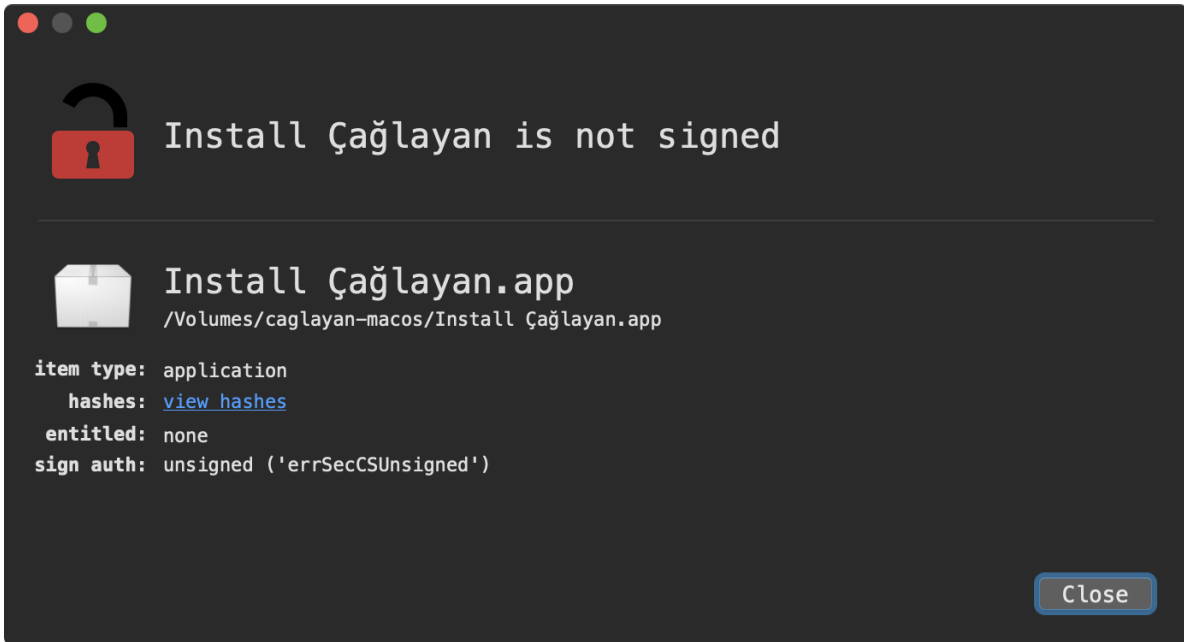 Install Çağlayan is not signed
Install Çağlayan.app
/Volumes/caglayan-macos/Install Çağlayan.app
item type: application
hashes: view hashes
entitled: none
sign auth: unsigned ('errSecCSUnsigned')
Close